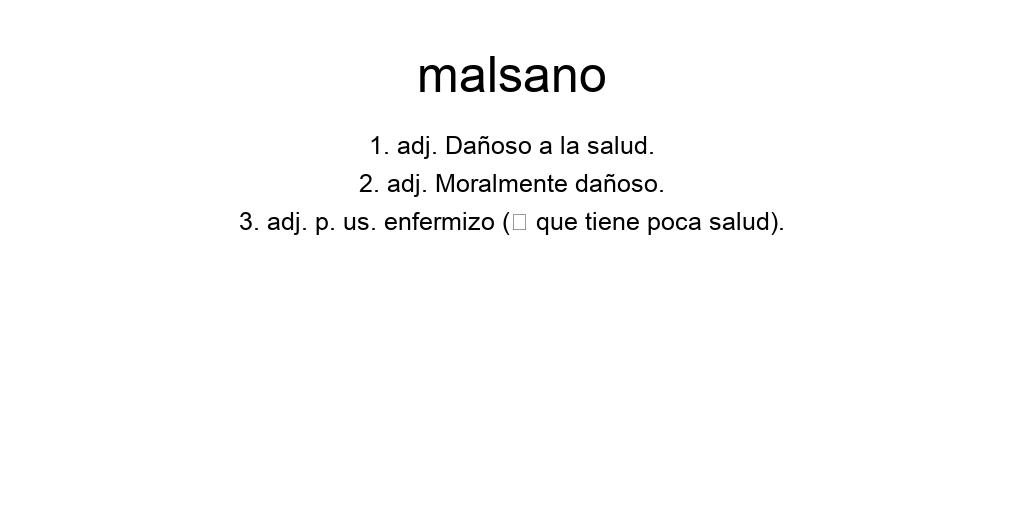 malsano
1. adj. Dañoso a la salud.
2. adj. Moralmente dañoso.
3. adj. p. us. enfermizo (□ que tiene poca salud).